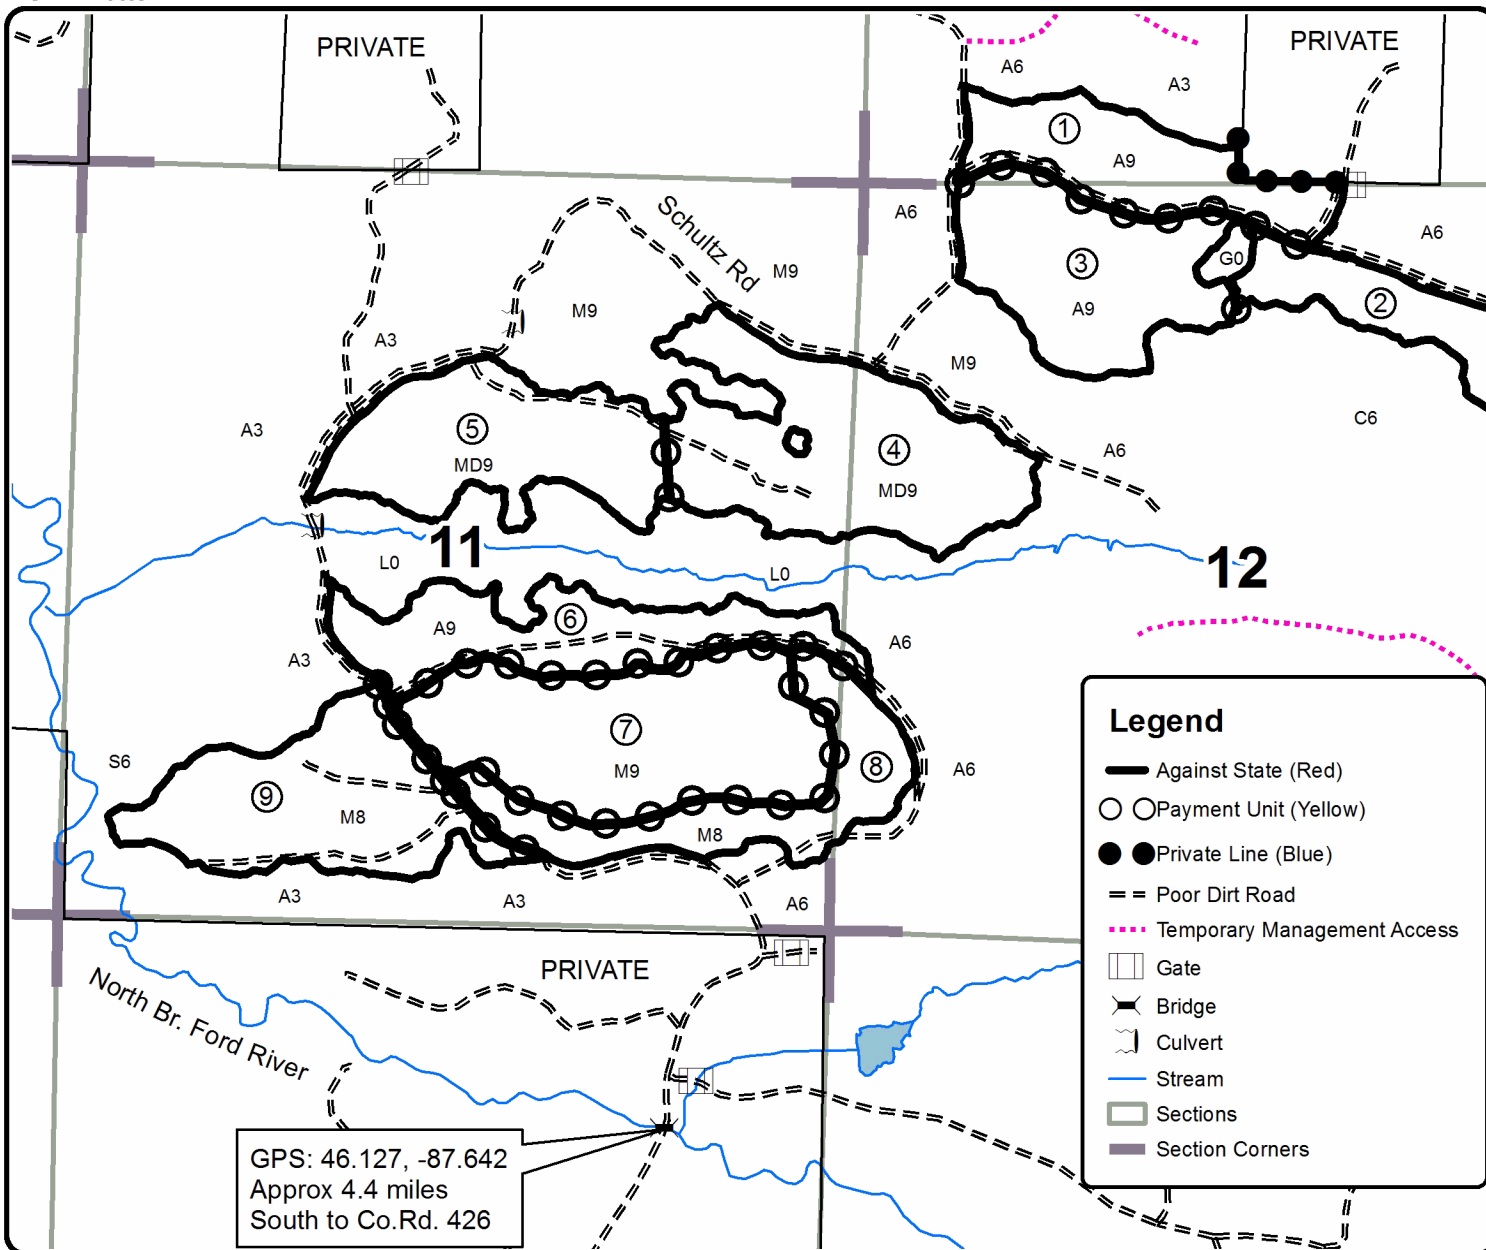 PRIVATE
PRIVATE
A6
A3
1
A9
A6
Schultz Rd
M9
3
G0
A6
M9
A9
2
A3
M9
C6
A3
5
MD9
4
MD9
A6
11
L0
L0
12
6
A9
A6
A3
7
M9
8
A6
S6
9
M8
M8
A3
A3
A6
PRIVATE
North Br. Ford River
GPS: 46.127, -87.642
Approx 4.4 miles
South to Co.Rd. 426
Legend
Against State (Red)
Payment Unit (Yellow)
Private Line (Blue)
Poor Dirt Road
Temporary Management Access
Gate
Bridge
Culvert
Stream
Sections
Section Corners